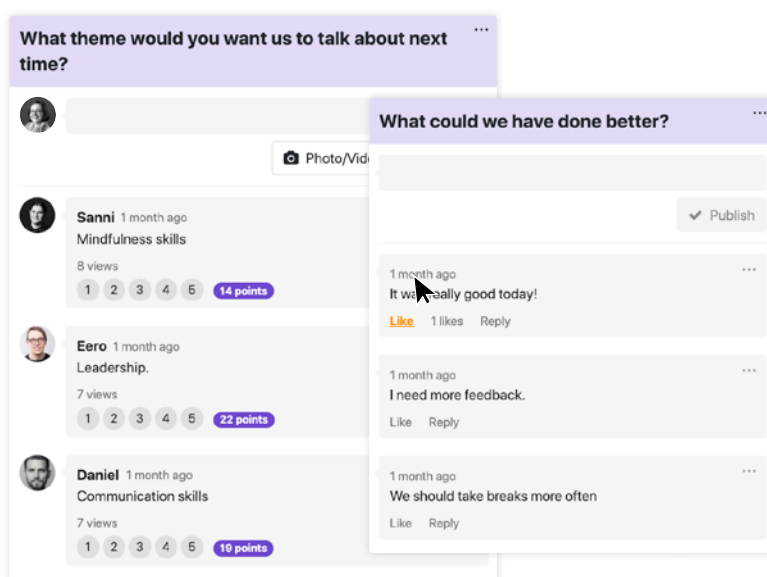 What theme would you want us to talk about next
time?
Photo/Vid
Sanni 1 month ago
Mindfulness skills
8 views
1 2 3 4 5 14 points
Eero 1 month ago
Leadership.
7 views
1 2 3 4 5 22 points
Daniel 1 month ago
Communication skills
7 views
1 2 3 4 5 19 points
What could we have done better?
Publish
1 month ago
It was really good today!
Like 1 likes Reply
1 month ago
I need more feedback.
Like Reply
1 month ago
We should take breaks more often
Like Reply